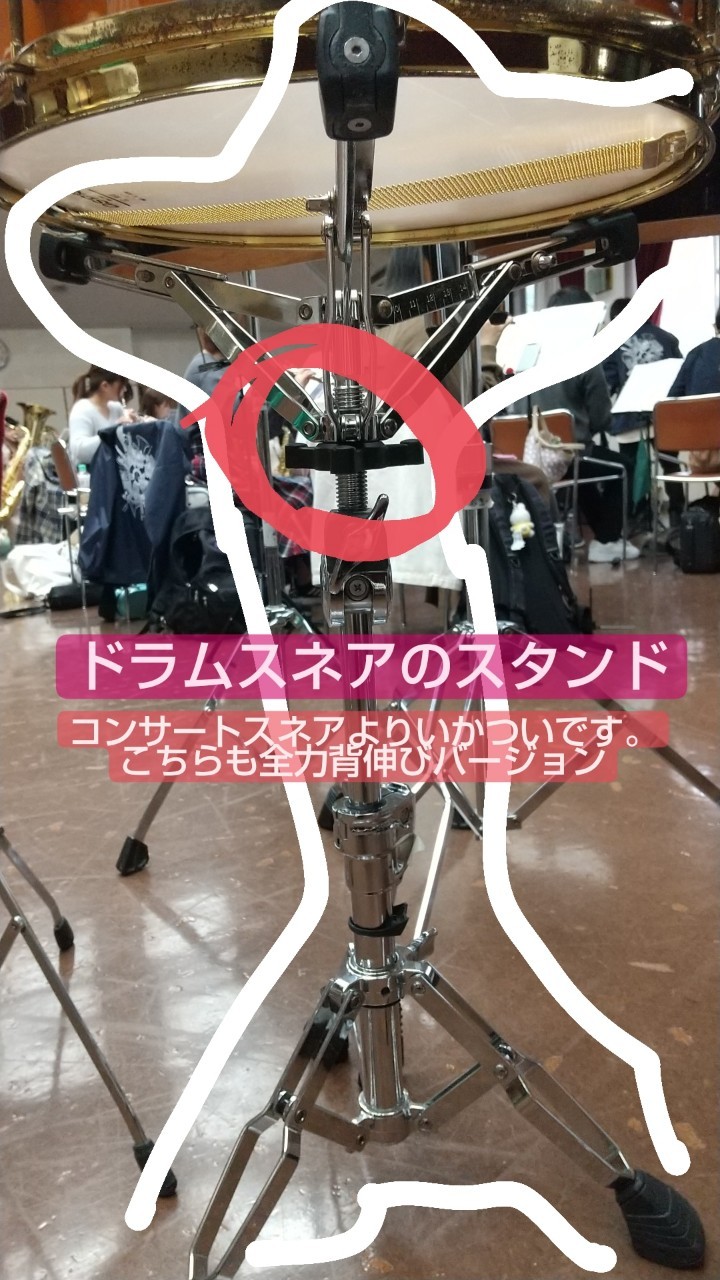 ドラムスネアのスタンド
コンサートスネアよりいかついです。
こちらも全力背伸びバージョン